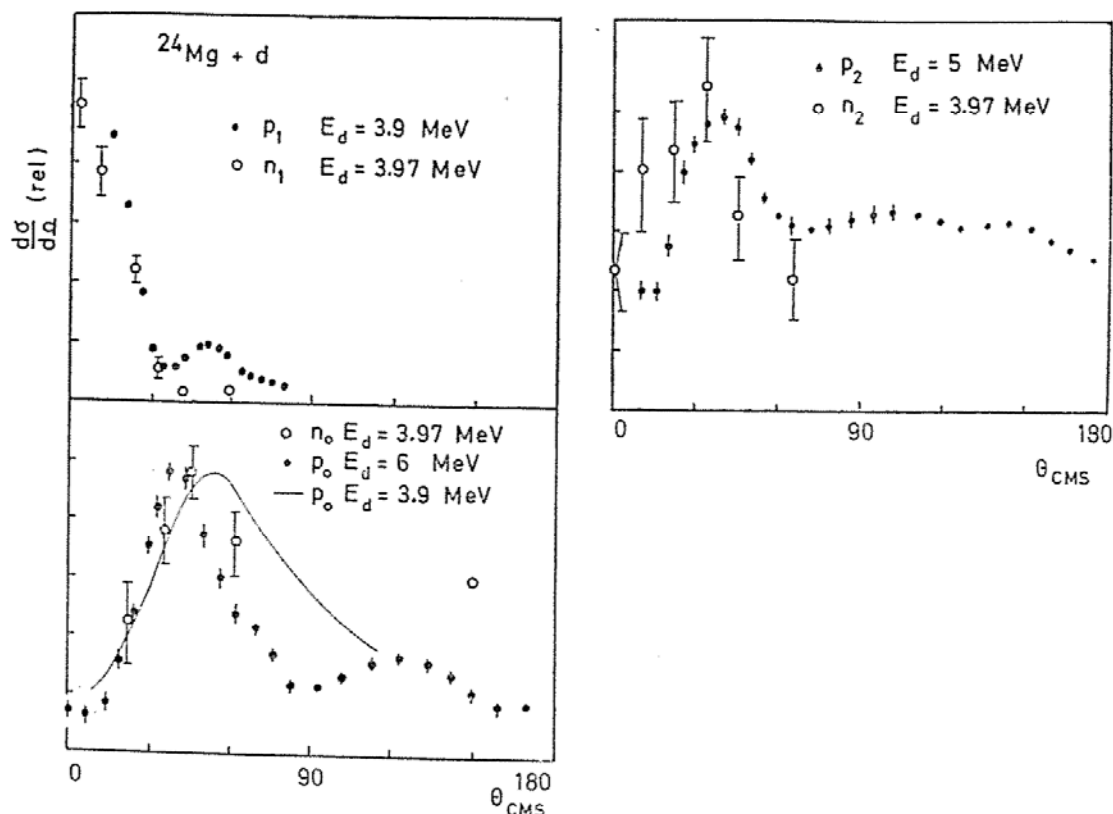 ²⁴Mg + d
p₁ E_d = 3.9 MeV
n₁ E_d = 3.97 MeV
dσ/dΩ (rel)
n₀ E_d = 3.97 MeV
p₀ E_d = 6 MeV
p₀ E_d = 3.9 MeV
0 90 180
θ_CMS
p₂ E_d = 5 MeV
n₂ E_d = 3.97 MeV
0 90 180
θ_CMS